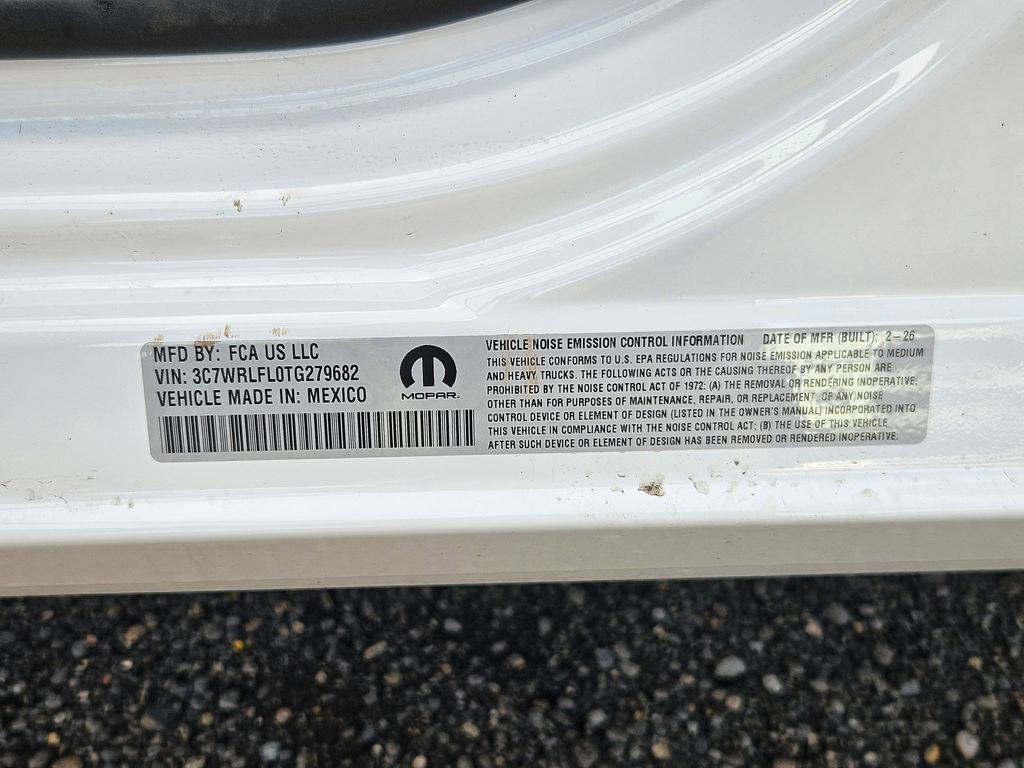 MFD BY: FCA US LLC
VIN: 3C7WRLFL0TG279682
VEHICLE MADE IN: MEXICO
MOPAR®
VEHICLE NOISE EMISSION CONTROL INFORMATION DATE OF MFR (BUILT): 2-26
THIS VEHICLE CONFORMS TO U.S. EPA REGULATIONS FOR NOISE EMISSION APPLICABLE TO MEDIUM
AND HEAVY TRUCKS. THE FOLLOWING ACTS OR THE CAUSING THEREOF BY ANY PERSON ARE
PROHIBITED BY THE NOISE CONTROL ACT OF 1972: (A) THE REMOVAL OR RENDERING INOPERATIVE,
OTHER THAN FOR PURPOSES OF MAINTENANCE, REPAIR, OR REPLACEMENT, OF ANY NOISE
CONTROL DEVICE OR ELEMENT OF DESIGN (LISTED IN THE OWNER'S MANUAL) INCORPORATED INTO
THIS VEHICLE IN COMPLIANCE WITH THE NOISE CONTROL ACT; (B) THE USE OF THIS VEHICLE
AFTER SUCH DEVICE OR ELEMENT OF DESIGN HAS BEEN REMOVED OR RENDERED INOPERATIVE.